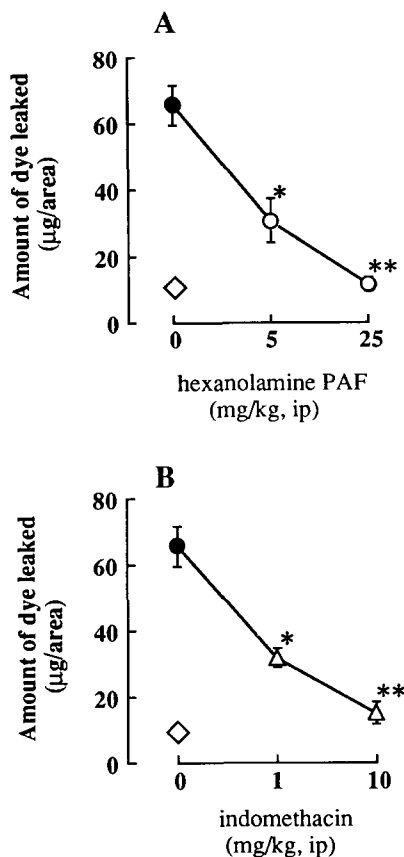 A
Amount of dye leaked
(μg/area)
80
60
40
20
0
*
**
0 5 25
hexanolamine PAF
(mg/kg, ip)
B
Amount of dye leaked
(μg/area)
80
60
40
20
0
*
**
0 1 10
indomethacin
(mg/kg, ip)